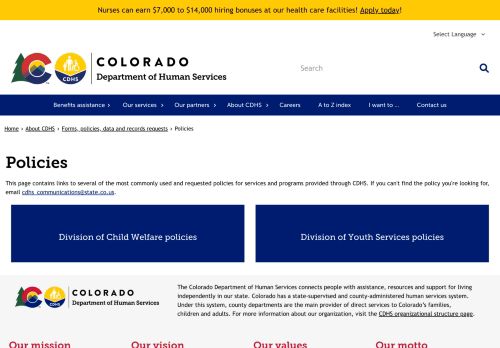 Nurses can earn $7,000 to $14,000 hiring bonuses at our health care facilities! Apply today!
Select Language
CDHS
COLORADO
Department of Human Services
Search
Benefits assistance
Our services
Our partners
About CDHS
Careers
A to Z index
I want to ...
Contact us
Home › About CDHS › Forms, policies, data and records requests › Policies
Policies
This page contains links to several of the most commonly used and requested policies for services and programs provided through CDHS. If you can't find the policy you're looking for,
email cdhs_communications@state.co.us.
Division of Child Welfare policies
Division of Youth Services policies
CDHS
COLORADO
Department of Human Services
The Colorado Department of Human Services connects people with assistance, resources and support for living
independently in our state. Colorado has a state-supervised and county-administered human services system.
Under this system, county departments are the main provider of direct services to Colorado's families,
children and adults. For more information about our organization, visit the CDHS organizational structure page.
Our mission
Our vision
Our values
Our motto